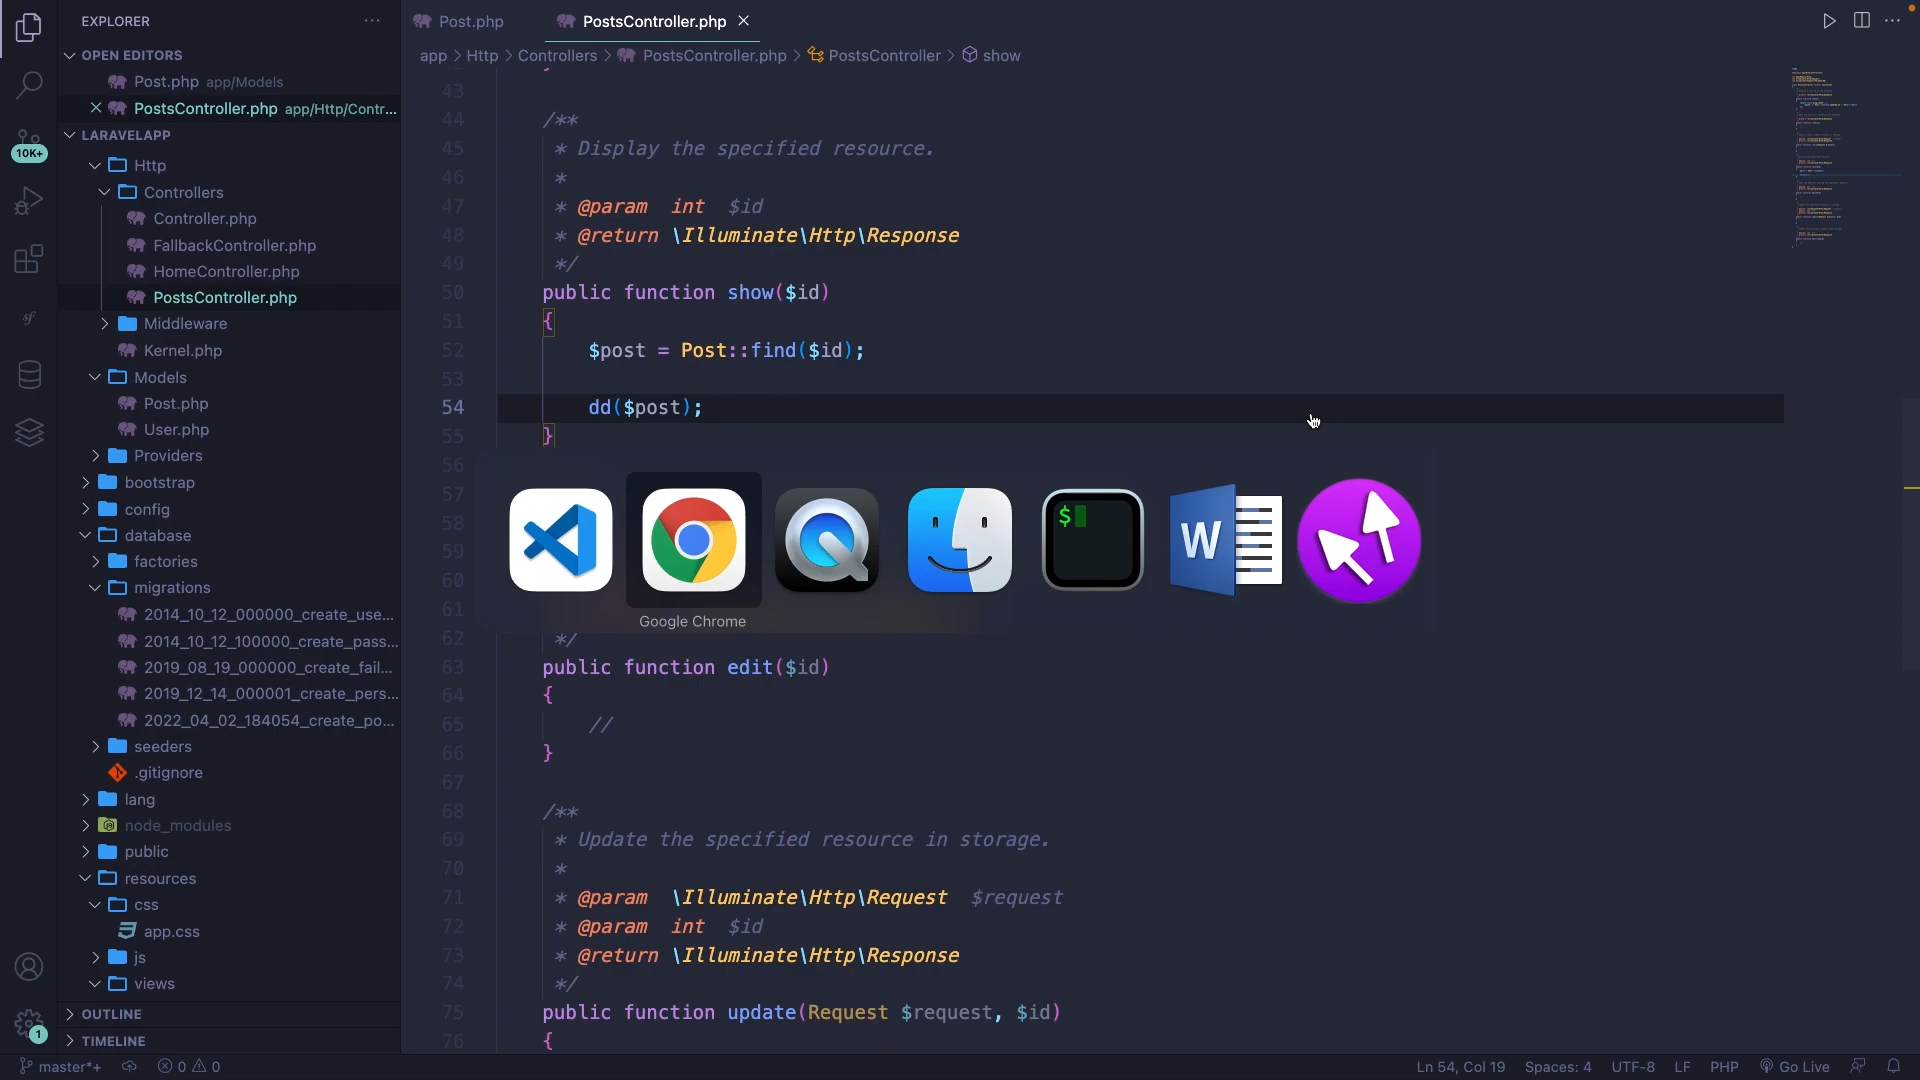 EXPLORER
OPEN EDITORS
Post.php app/Models
PostsController.php app/Http/Contr...
LARAVELAPP
Http
Controllers
Controller.php
FallbackController.php
HomeController.php
PostsController.php
Middleware
Kernel.php
Models
Post.php
User.php
Providers
bootstrap
config
database
factories
migrations
2014_10_12_000000_create_use...
2014_10_12_100000_create_pass...
2019_08_19_000000_create_fail...
2019_12_14_000001_create_pers...
2022_04_02_184054_create_po...
seeders
.gitignore
lang
node_modules
public
resources
css
app.css
js
views
OUTLINE
TIMELINE
10K+
sf
1
Post.php
PostsController.php
app > Http > Controllers > PostsController.php > PostsController > show
43
44 /**
45 * Display the specified resource.
46 *
47 * @param  int  $id
48 * @return \Illuminate\Http\Response
49 */
50 public function show($id)
51 {
52 $post = Post::find($id);
53
54 dd($post);
55 }
56
57
58
59
60
61
62 */
63 public function edit($id)
64 {
65 //
66 }
67
68 /**
69 * Update the specified resource in storage.
70 *
71 * @param  \Illuminate\Http\Request  $request
72 * @param  int  $id
73 * @return \Illuminate\Http\Response
74 */
75 public function update(Request $request, $id)
76 {
$
W
Google Chrome
master*+ 0 0
Ln 54, Col 19 Spaces: 4 UTF-8 LF PHP Go Live